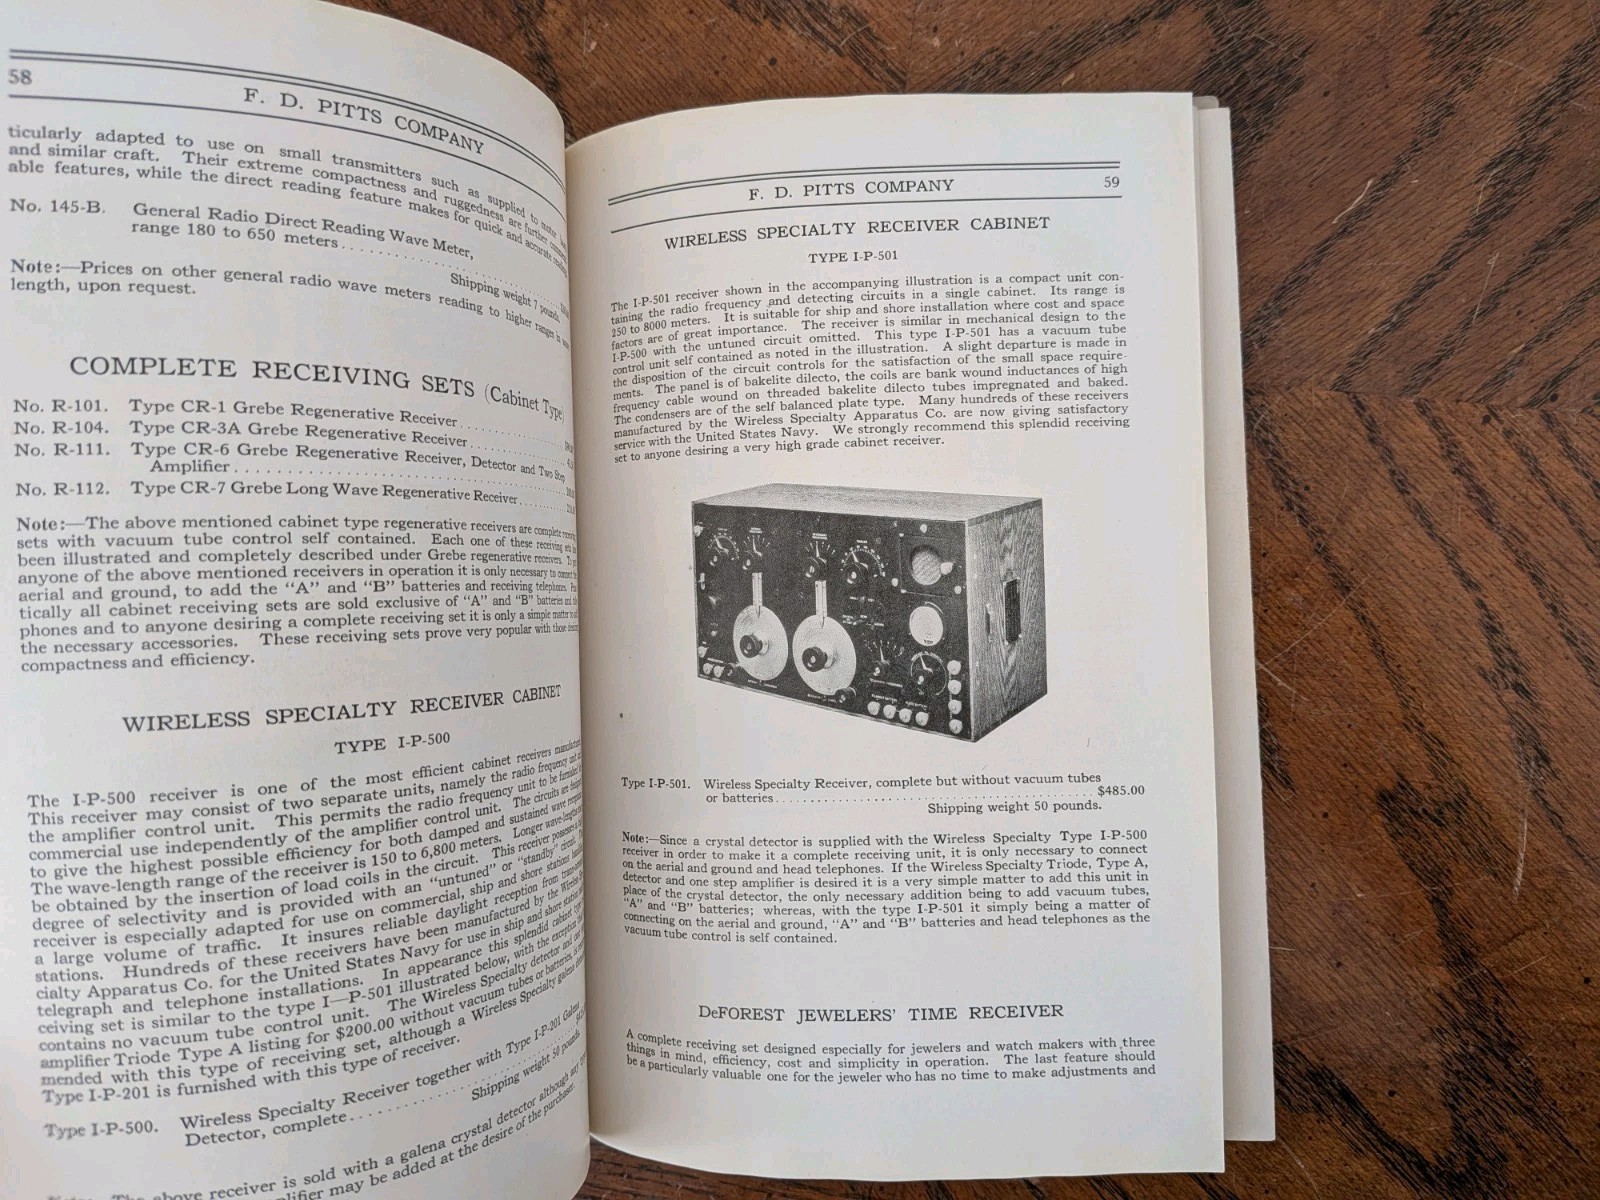 58
F. D. PITTS COMPANY
ticularly adapted to use on small transmitters such as supplied to motor
and similar craft. Their extreme compactness and ruggedness are further
able features, while the direct reading feature makes for quick and accurate
No. 145-B. General Radio Direct Reading Wave Meter,
range 180 to 650 meters
Shipping weight 7 pounds.
Note:—Prices on other general radio wave meters reading to higher ranges in wave
length, upon request.
COMPLETE RECEIVING SETS (Cabinet Type)
No. R-101. Type CR-1 Grebe Regenerative Receiver
No. R-104. Type CR-3A Grebe Regenerative Receiver
No. R-111. Type CR-6 Grebe Regenerative Receiver, Detector and Two Step
Amplifier
No. R-112. Type CR-7 Grebe Long Wave Regenerative Receiver
Note:—The above mentioned cabinet type regenerative receivers are complete receiving
sets with vacuum tube control self contained. Each one of these receiving sets
been illustrated and completely described under Grebe regenerative receivers. To
anyone of the above mentioned receivers in operation it is only necessary to connect the
aerial and ground, to add the "A" and "B" batteries and receiving telephones.
tically all cabinet receiving sets are sold exclusive of "A" and "B" batteries and
phones and to anyone desiring a complete receiving set it is only a simple matter to
the necessary accessories. These receiving sets prove very popular with those
compactness and efficiency.
WIRELESS SPECIALTY RECEIVER CABINET
TYPE I-P-500
The I-P-500 receiver is one of the most efficient cabinet receivers
This receiver may consist of two separate units, namely the radio frequency unit
the amplifier control unit. This permits the radio frequency unit to be furnished
commercial use independently of the amplifier control unit. The circuits are
to give the highest possible efficiency for both damped and sustained wave
The wave-length range of the receiver is 150 to 6,800 meters. Longer wave-lengths
be obtained by the insertion of load coils in the circuit. This receiver possesses a
degree of selectivity and is provided with an "untuned" or "standby" circuit. The
receiver is especially adapted for use on commercial, ship and shore stations handling
a large volume of traffic. It insures reliable daylight reception from
stations. Hundreds of these receivers have been manufactured by the Wireless
cialty Apparatus Co. for the United States Navy for use in ship and shore station
telegraph and telephone installations. In appearance this splendid cabinet type
ceiving set is similar to the type I—P-501 illustrated below, with the exception
contains no vacuum tube control unit. The Wireless Specialty detector and one
amplifier Triode Type A listing for $200.00 without vacuum tubes or batteries, is
mended with this type of receiving set, although a Wireless Specialty galena
Type I-P-201 is furnished with this type of receiver.
Type I-P-500. Wireless Specialty Receiver together with Type I-P-201 Galena
Detector, complete
Shipping weight 50 pounds.
The above receiver is sold with a galena crystal detector although any
may be added at the desire of the purchaser.
F. D. PITTS COMPANY 59
WIRELESS SPECIALTY RECEIVER CABINET
TYPE I-P-501
The I-P-501 receiver shown in the accompanying illustration is a compact unit con-
taining the radio frequency and detecting circuits in a single cabinet. Its range is
250 to 8000 meters. It is suitable for ship and shore installation where cost and space
factors are of great importance. The receiver is similar in mechanical design to the
I-P-500 with the untuned circuit omitted. This type I-P-501 has a vacuum tube
control unit self contained as noted in the illustration. A slight departure is made in
the disposition of the circuit controls for the satisfaction of the small space require-
ments. The panel is of bakelite dilecto, the coils are bank wound inductances of high
frequency cable wound on threaded bakelite dilecto tubes impregnated and baked.
The condensers are of the self balanced plate type. Many hundreds of these receivers
manufactured by the Wireless Specialty Apparatus Co. are now giving satisfactory
service with the United States Navy. We strongly recommend this splendid receiving
set to anyone desiring a very high grade cabinet receiver.
Type I-P-501. Wireless Specialty Receiver, complete but without vacuum tubes
or batteries........................................ $485.00
Shipping weight 50 pounds.
Note:—Since a crystal detector is supplied with the Wireless Specialty Type I-P-500
receiver in order to make it a complete receiving unit, it is only necessary to connect
on the aerial and ground and head telephones. If the Wireless Specialty Triode, Type A,
detector and one step amplifier is desired it is a very simple matter to add this unit in
place of the crystal detector, the only necessary addition being to add vacuum tubes,
"A" and "B" batteries; whereas, with the type I-P-501 it simply being a matter of
connecting on the aerial and ground, "A" and "B" batteries and head telephones as the
vacuum tube control is self contained.
DeFOREST JEWELERS' TIME RECEIVER
A complete receiving set designed especially for jewelers and watch makers with three
things in mind, efficiency, cost and simplicity in operation. The last feature should
be a particularly valuable one for the jeweler who has no time to make adjustments and